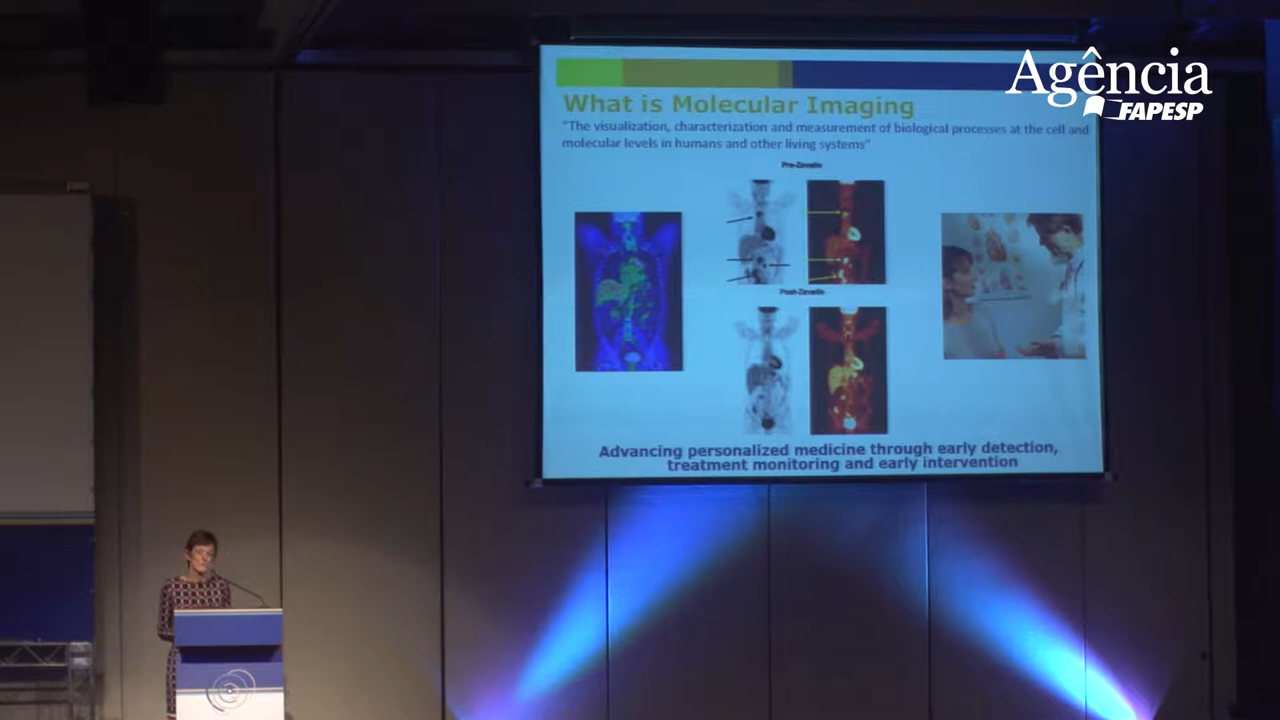 Agência
FAPESP
What is Molecular Imaging
"The visualization, characterization and measurement of biological processes at the cell and
molecular levels in humans and other living systems"
Pre-Zevalin
Post-Zevalin
Advancing personalized medicine through early detection,
treatment monitoring and early intervention